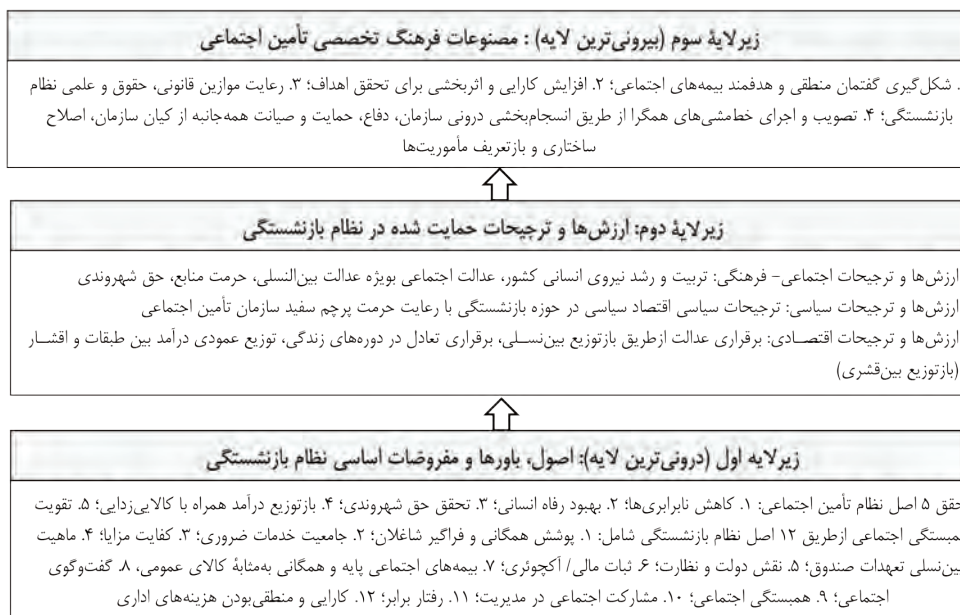 زیرلایهٔ سوم (بیرونی‌ترین لایه) : مصنوعات فرهنگ تخصصی تأمین اجتماعی
. شکل‌گیری گفتمان منطقی و هدفمند بیمه‌های اجتماعی؛ ۲. افزایش کارایی و اثربخشی برای تحقق اهداف؛ ۳. رعایت موازین قانونی، حقوق و علمی نظام
بازنشستگی؛ ۴. تصویب و اجرای خط‌مشی‌های همگرا از طریق انسجام‌بخشی درونی سازمان، دفاع، حمایت و صیانت همه‌جانبه از کیان سازمان، اصلاح
ساختاری و بازتعریف مأموریت‌ها
زیرلایهٔ دوم: ارزش‌ها و ترجیحات حمایت شده در نظام بازنشستگی
ارزش‌ها و ترجیحات اجتماعی- فرهنگی: تربیت و رشد نیروی انسانی کشور، عدالت اجتماعی بویژه عدالت بین‌النسلی، حرمت منابع، حق شهروندی
ارزش‌ها و ترجیحات سیاسی: ترجیحات سیاسی اقتصاد سیاسی در حوزه بازنشستگی با رعایت حرمت پرچم سفید سازمان تأمین اجتماعی
ارزش‌ها و ترجیحات اقتصــادی: برقراری عدالت ازطریق بازتوزیع بین‌نســلی، برقراری تعادل در دوره‌های زندگی، توزیع عمودی درآمد بین طبقات و اقشــار
(بازتوزیع بین‌قشری)
زیرلایه اول (درونی‌ترین لایه): اصول، باورها و مفروضات اساسی نظام بازنشستگی
حقق ۵ اصل نظام تأمین اجتماعی: ۱. کاهش نابرابری‌ها؛ ۲. بهبود رفاه انسانی؛ ۳. تحقق حق شهروندی؛ ۴. بازتوزیع درآمد همراه با کالایی‌زدایی؛ ۵. تقویت
مبستگی اجتماعی ازطریق ۱۲ اصل نظام بازنشستگی شامل: ۱. پوشش همگانی و فراگیر شاغلان؛ ۲. جامعیت خدمات ضروری؛ ۳. کفایت مزایا؛ ۴. ماهیت
بین‌نسلی تعهدات صندوق؛ ۵. نقش دولت و نظارت؛ ۶. ثبات مالی/ آکچوئری؛ ۷. بیمه‌های اجتماعی پایه و همگانی به‌مثابهٔ کالای عمومی، ۸. گفت‌وگوی
اجتماعی؛ ۹. همبستگی اجتماعی؛ ۱۰. مشارکت اجتماعی در مدیریت؛ ۱۱. رفتار برابر؛ ۱۲. کارایی و منطقی‌بودن هزینه‌های اداری